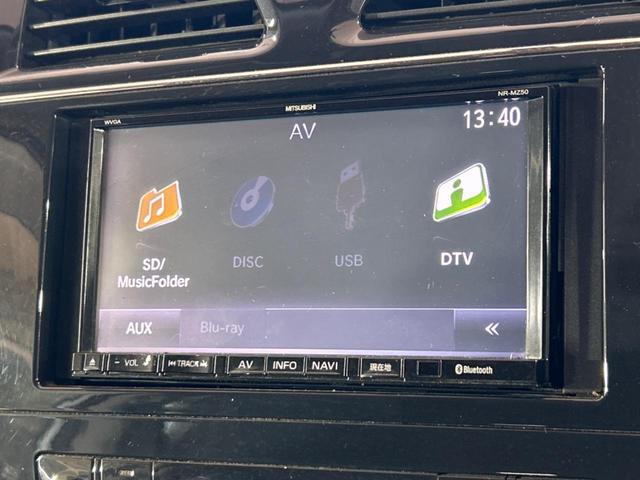 WVGA MITSUBISHI NR-MZ50
AV 13:40
SD/
MusicFolder DISC USB DTV
AUX Blu-ray «
− VOL TRACK AV INFO NAVI 現在地 Bluetooth